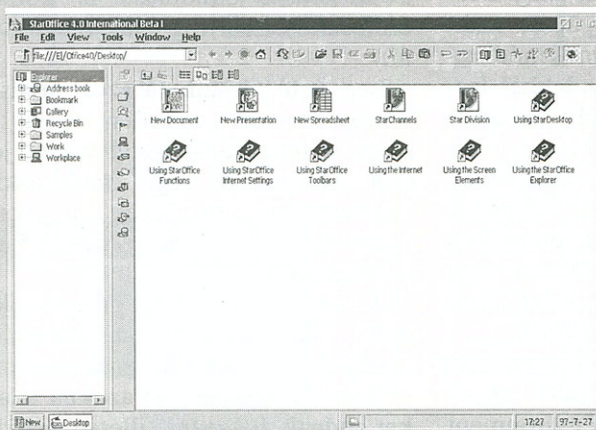 StarOffice 4.0 International Beta I
File Edit View Tools Window Help
file:///E|/Office40/Desktop/
Explorer
Address book
Bookmark
Gallery
Recycle Bin
Samples
Work
Workplace
New Document New Presentation New Spreadsheet StarChannels Star Division Using StarDesktop
Using StarOffice Using StarOffice Using StarOffice Using the Internet Using the Screen Using the StarOffice
Functions Internet Settings Toolbars Elements Explorer
New Desktop 17:27 97-7-27